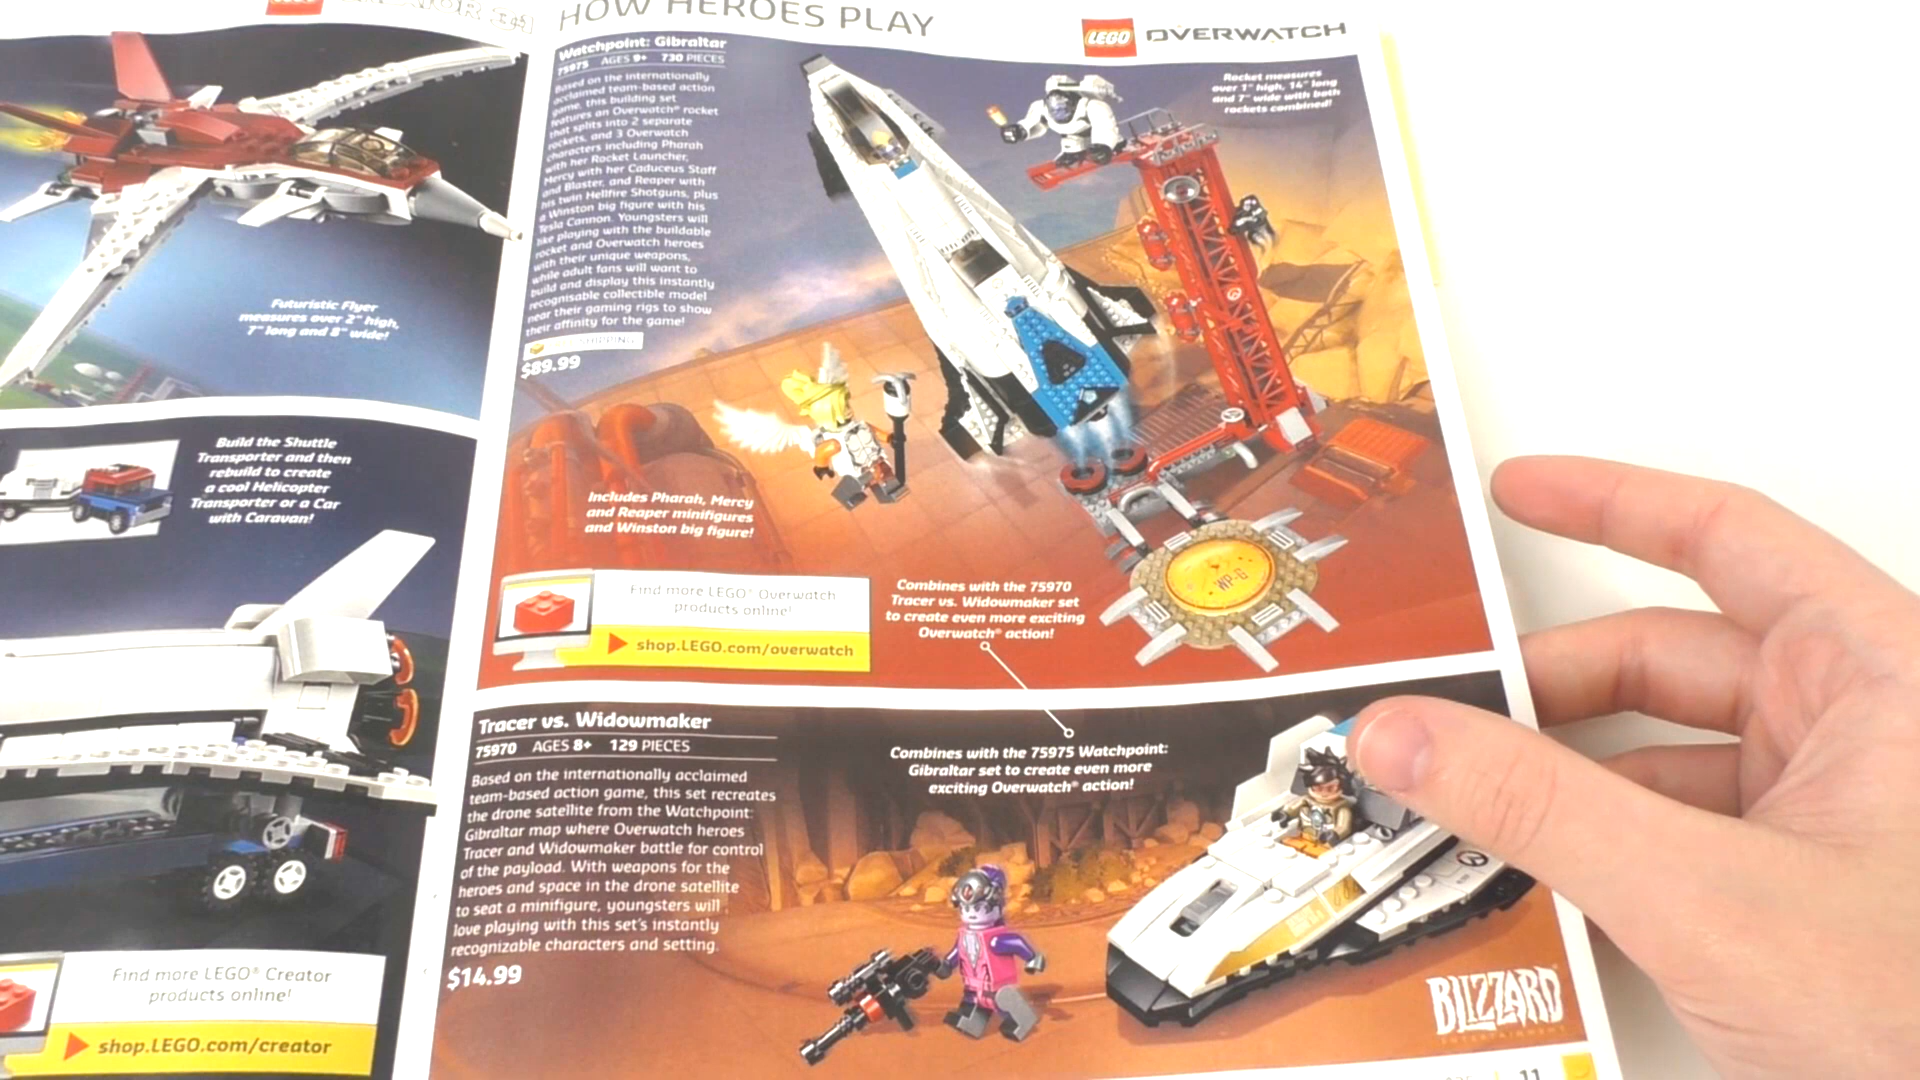 HOW HEROES PLAY
LEGO OVERWATCH
Watchpoint: Gibraltar
75975 AGES 9+ 730 PIECES
Based on the internationally
acclaimed team-based action
game, this building set
features an Overwatch® rocket
that splits into 2 separate
rockets, and 3 Overwatch
characters including Pharah
with her Rocket Launcher,
Mercy with her Caduceus Staff
and Blaster, and Reaper with
his twin Hellfire Shotguns, plus
a Winston big figure with his
Tesla Cannon. Youngsters will
like playing with the buildable
rocket and Overwatch heroes
with their unique weapons,
while adult fans will want to
build and display this instantly
recognisable collectible model
near their gaming rigs to show
their affinity for the game!
SHIPPING
$89.99
Rocket measures
over 1" high, 14" long
and 7" wide with both
rockets combined!
Includes Pharah, Mercy
and Reaper minifigures
and Winston big figure!
WP-G
Find more LEGO® Overwatch
products online!
shop.LEGO.com/overwatch
Combines with the 75970
Tracer vs. Widowmaker set
to create even more exciting
Overwatch® action!
Tracer vs. Widowmaker
75970 AGES 8+ 129 PIECES
Based on the internationally acclaimed
team-based action game, this set recreates
the drone satellite from the Watchpoint:
Gibraltar map where Overwatch heroes
Tracer and Widowmaker battle for control
of the payload. With weapons for the
heroes and space in the drone satellite
to seat a minifigure, youngsters will
love playing with this set's instantly
recognizable characters and setting.
$14.99
Combines with the 75975 Watchpoint:
Gibraltar set to create even more
exciting Overwatch® action!
BLIZZARD
ENTERTAINMENT
11
Futuristic Flyer
measures over 2" high,
7" long and 8" wide!
Build the Shuttle
Transporter and then
rebuild to create
a cool Helicopter
Transporter or a Car
with Caravan!
Find more LEGO® Creator
products online!
shop.LEGO.com/creator